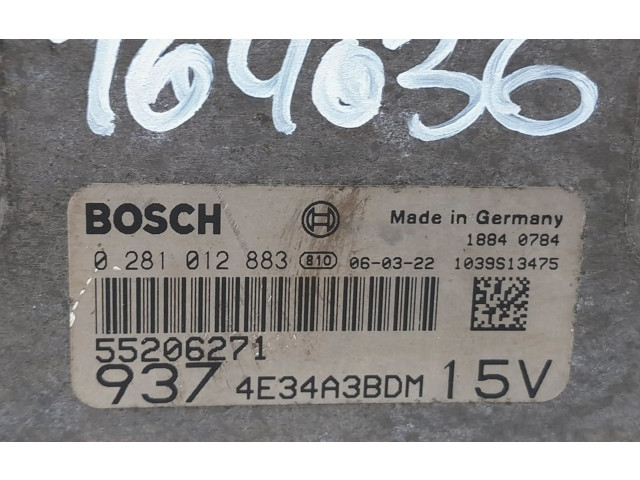 164036
BOSCH Made in Germany
1884 0784
0 281 012 883 810 06-03-22 1039S13475
55206271
937 4E34A3BDM 15V